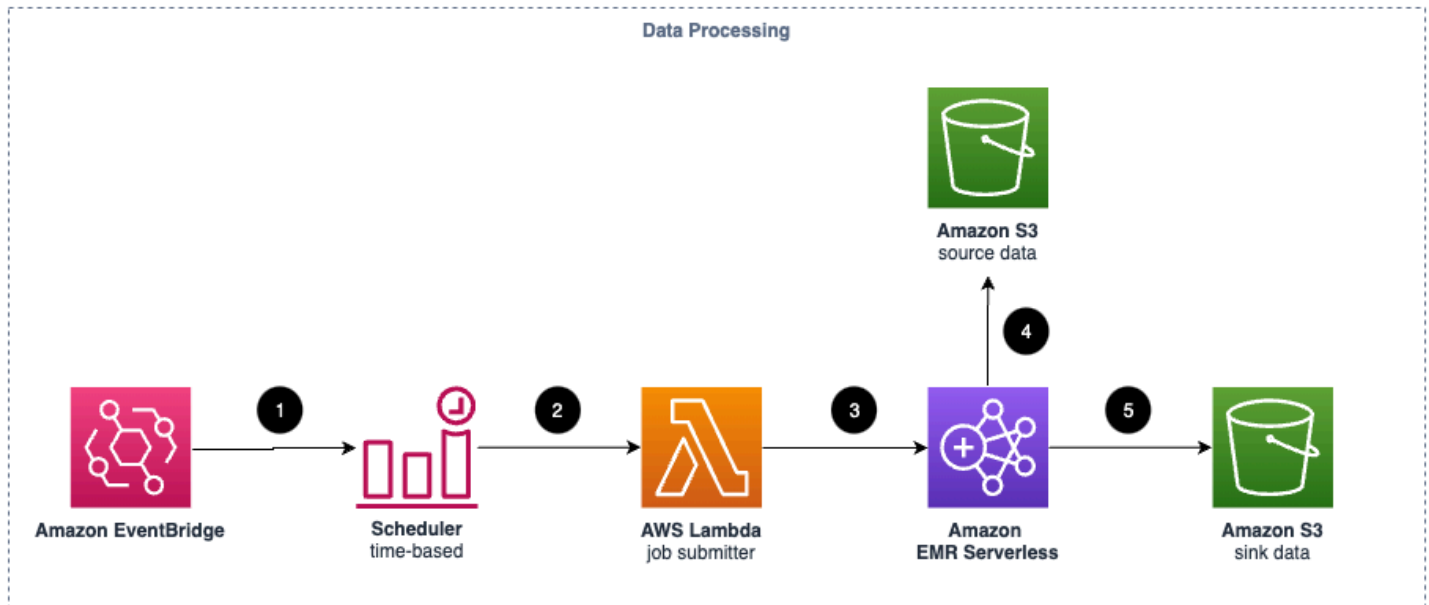 Data Processing
Amazon S3
source data
4
1
2
3
5
Amazon EventBridge
Scheduler
time-based
AWS Lambda
job submitter
Amazon
EMR Serverless
Amazon S3
sink data